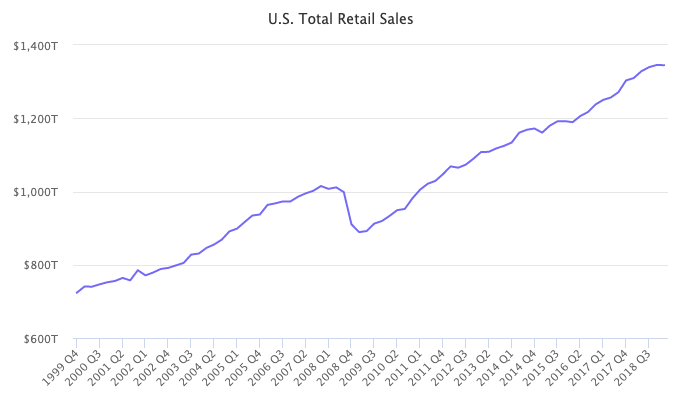 U.S. Total Retail Sales
$1,400T
$1,200T
$1,000T
$800T
$600T
1999 Q4
2000 Q3
2001 Q2
2002 Q1
2002 Q4
2003 Q3
2004 Q2
2005 Q1
2005 Q4
2006 Q3
2007 Q2
2008 Q1
2008 Q4
2009 Q3
2010 Q2
2011 Q1
2011 Q4
2012 Q3
2013 Q2
2014 Q1
2014 Q4
2015 Q3
2016 Q2
2017 Q1
2017 Q4
2018 Q3